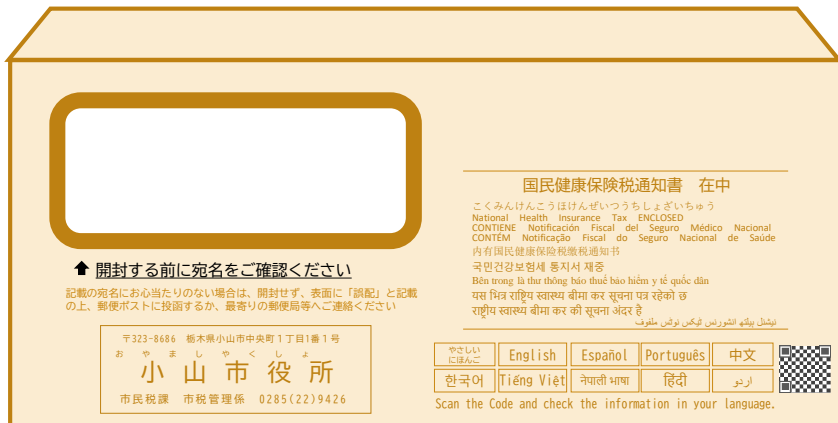 国民健康保険税通知書　在中
こくみんけんこうほけんぜいつうちしょざいちゅう
National Health Insurance Tax ENCLOSED
CONTIENE Notificación Fiscal del Seguro Médico Nacional
CONTÉM Notificação Fiscal do Seguro Nacional de Saúde
内有国民健康保险税缴税通知书
국민건강보험세 통지서 재중
Bên trong là thư thông báo thuế bảo hiểm y tế quốc dân
यस भित्र राष्ट्रिय स्वास्थ्य बीमा कर सूचना पत्र रहेको छ
राष्ट्रीय स्वास्थ्य बीमा कर की सूचना अंदर है
نیشنل ہیلتھ انشورنس ٹیکس نوٹس ملفوف
⬆ 開封する前に宛名をご確認ください
記載の宛名にお心当たりのない場合は、開封せず、表面に「誤配」と記載
の上、郵便ポストに投函するか、最寄りの郵便局等へご連絡ください
〒323-8686 栃木県小山市中央町1丁目1番1号
おやましやくしょ
小山市役所
市民税課 市税管理係 0285(22)9426
やさしい
にほんご
English
Español
Português
中文
한국어
Tiếng Việt
नेपाली भाषा
हिंदी
اردو
Scan the Code and check the information in your language.